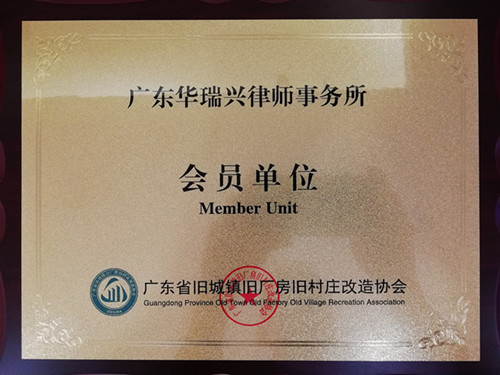 广东华瑞兴律师事务所
会员单位
Member Unit
广东省旧城镇旧厂房旧村庄改造协会
Guangdong Province Old Town Old Factory Old Village Recreation Association